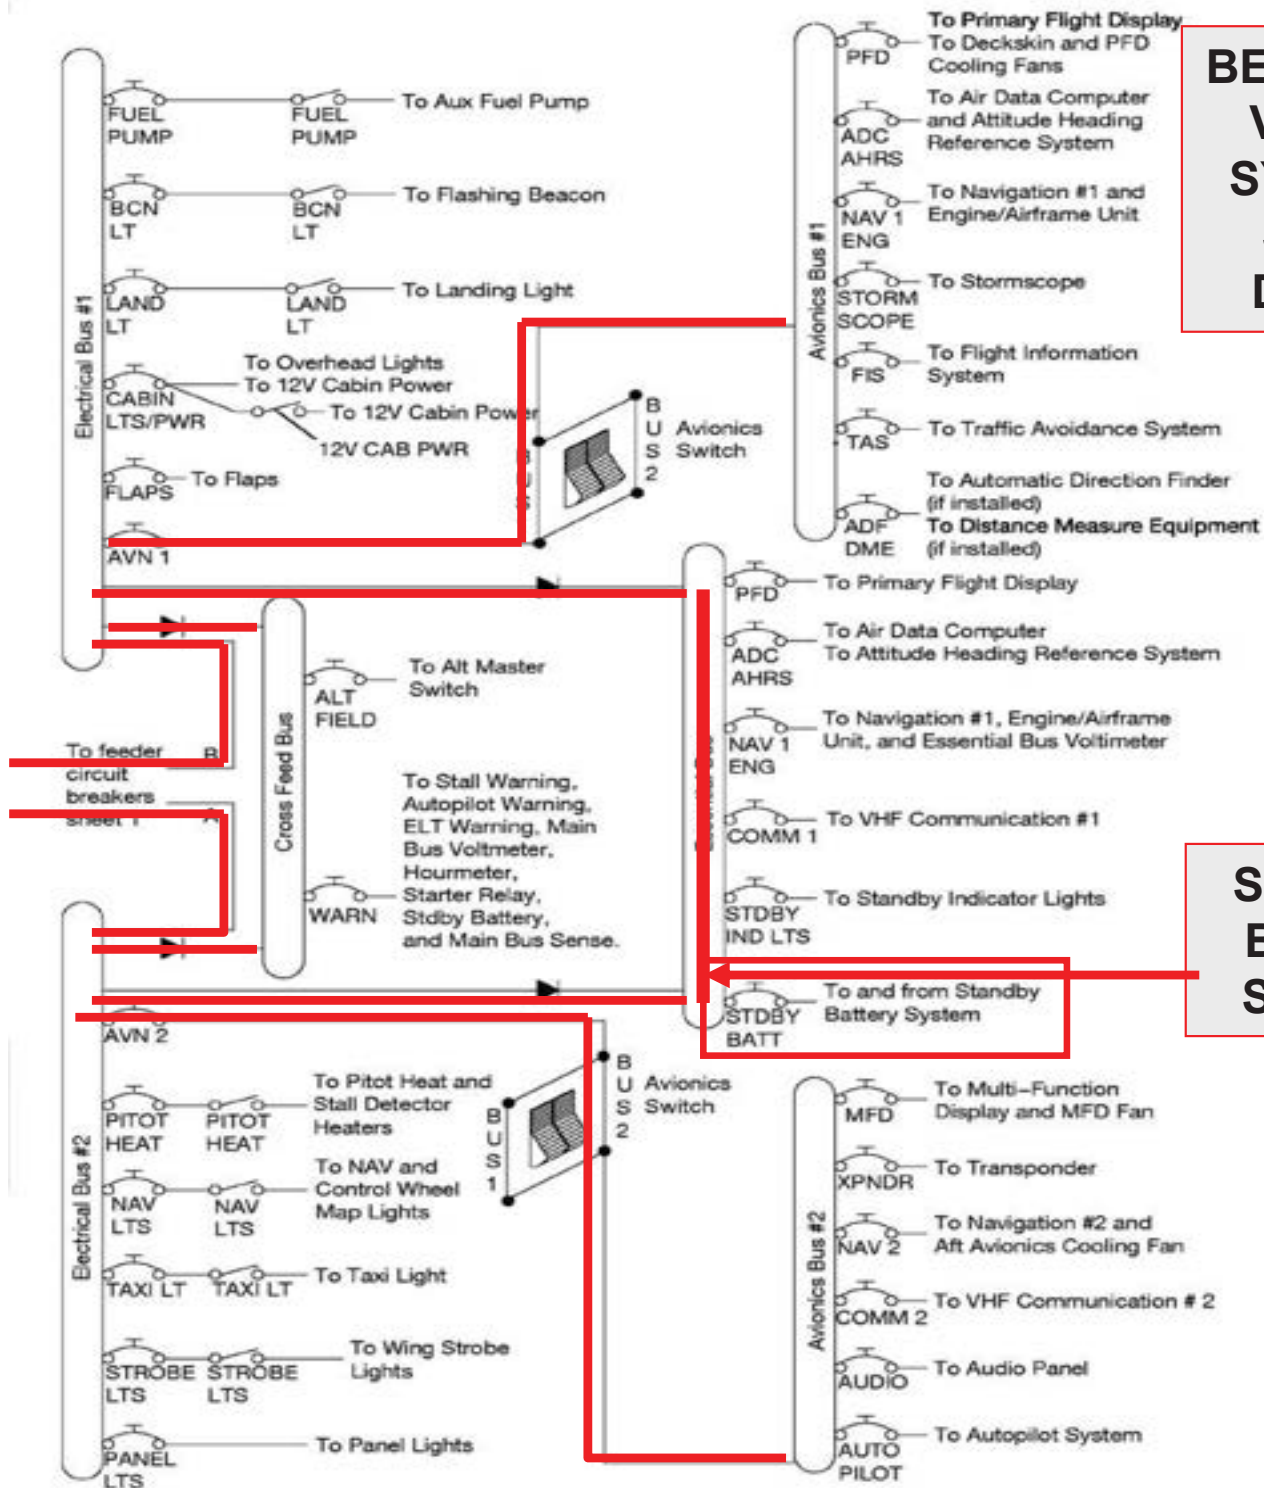 Electrical Bus #1
FUEL
PUMP
FUEL
PUMP
To Aux Fuel Pump
BCN
LT
BCN
LT
To Flashing Beacon
LAND
LT
LAND
LT
To Landing Light
CABIN
LTS/PWR
To Overhead Lights
To 12V Cabin Power
To 12V Cabin Power
12V CAB PWR
FLAPS
To Flaps
AVN 1
B
U
S
2
Avionics
Switch
Avionics Bus #1
PFD
To Primary Flight Display
To Deckskin and PFD
Cooling Fans
ADC
AHRS
To Air Data Computer
and Attitude Heading
Reference System
NAV 1
ENG
To Navigation #1 and
Engine/Airframe Unit
STORM
SCOPE
To Stormscope
FIS
To Flight Information
System
TAS
To Traffic Avoidance System
ADF
DME
To Automatic Direction Finder
(if installed)
To Distance Measure Equipment
(if installed)
To feeder
circuit
breakers
sheet 1
B
A
Cross Feed Bus
ALT
FIELD
To Alt Master
Switch
WARN
To Stall Warning,
Autopilot Warning,
ELT Warning, Main
Bus Voltmeter,
Hourmeter,
Starter Relay,
Stdby Battery,
and Main Bus Sense.
PFD
To Primary Flight Display
ADC
AHRS
To Air Data Computer
To Attitude Heading Reference System
NAV 1
ENG
To Navigation #1, Engine/Airframe
Unit, and Essential Bus Voltimeter
COMM 1
To VHF Communication #1
STDBY
IND LTS
To Standby Indicator Lights
STDBY
BATT
To and from Standby
Battery System
Electrical Bus #2
AVN 2
PITOT
HEAT
PITOT
HEAT
To Pitot Heat and
Stall Detector
Heaters
NAV
LTS
NAV
LTS
To NAV and
Control Wheel
Map Lights
TAXI LT
TAXI LT
To Taxi Light
STROBE
LTS
STROBE
LTS
To Wing Strobe
Lights
PANEL
LTS
To Panel Lights
B
U
S
1
B
U
S
2
Avionics
Switch
Avionics Bus #2
MFD
To Multi-Function
Display and MFD Fan
XPNDR
To Transponder
NAV 2
To Navigation #2 and
Aft Avionics Cooling Fan
COMM 2
To VHF Communication # 2
AUDIO
To Audio Panel
AUTO
PILOT
To Autopilot System